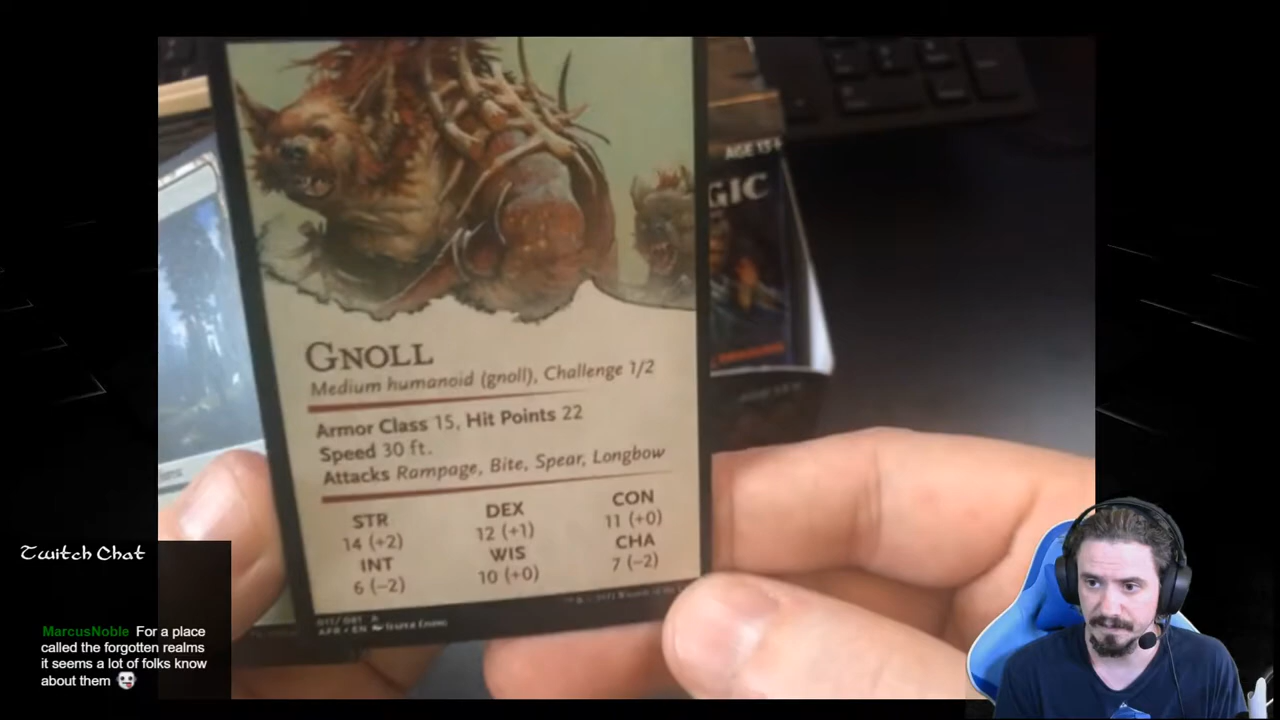 AGE 13+
GIC
GNOLL
Medium humanoid (gnoll), Challenge 1/2
Armor Class 15, Hit Points 22
Speed 30 ft.
Attacks Rampage, Bite, Spear, Longbow
STR DEX CON
14 (+2) 12 (+1) 11 (+0)
INT WIS CHA
6 (−2) 10 (+0) 7 (−2)
AFR • EN
Twitch Chat
MarcusNoble For a place
called the forgotten realms
it seems a lot of folks know
about them